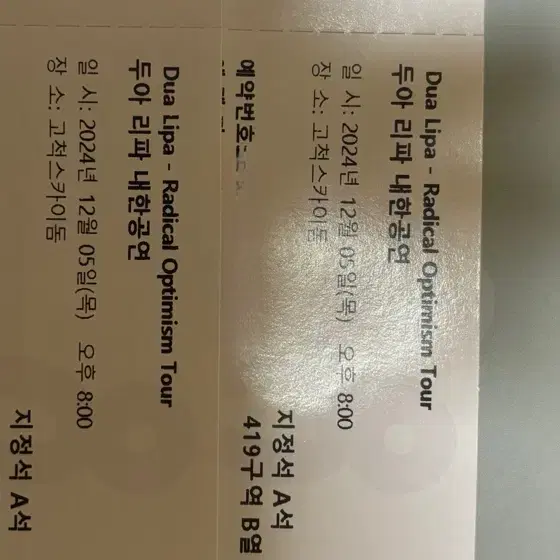 Dua Lipa - Radical Optimism Tour
두아 리파 내한공연
일 시: 2024년 12월 05일(목) 오후 8:00
장 소: 고척스카이돔
지정석 A석
419구역 B열
예약번호
Dua Lipa - Radical Optimism Tour
두아 리파 내한공연
일 시: 2024년 12월 05일(목) 오후 8:00
장 소: 고척스카이돔
지정석 A석